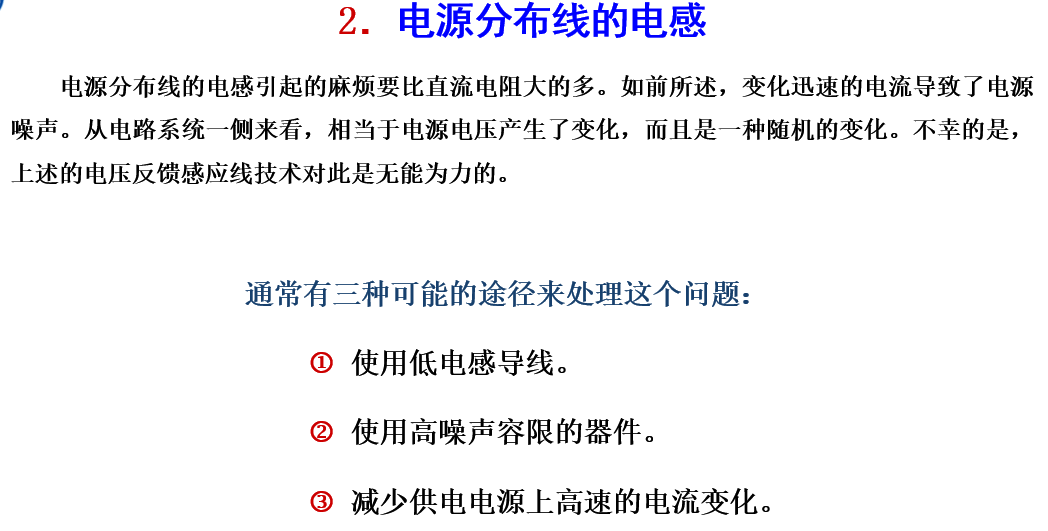 2. 电源分布线的电感
电源分布线的电感引起的麻烦要比直流电阻大的多。如前所述，变化迅速的电流导致了电源
噪声。从电路系统一侧来看，相当于电源电压产生了变化，而且是一种随机的变化。不幸的是，
上述的电压反馈感应线技术对此是无能为力的。
通常有三种可能的途径来处理这个问题：
① 使用低电感导线。
② 使用高噪声容限的器件。
③ 减少供电电源上高速的电流变化。